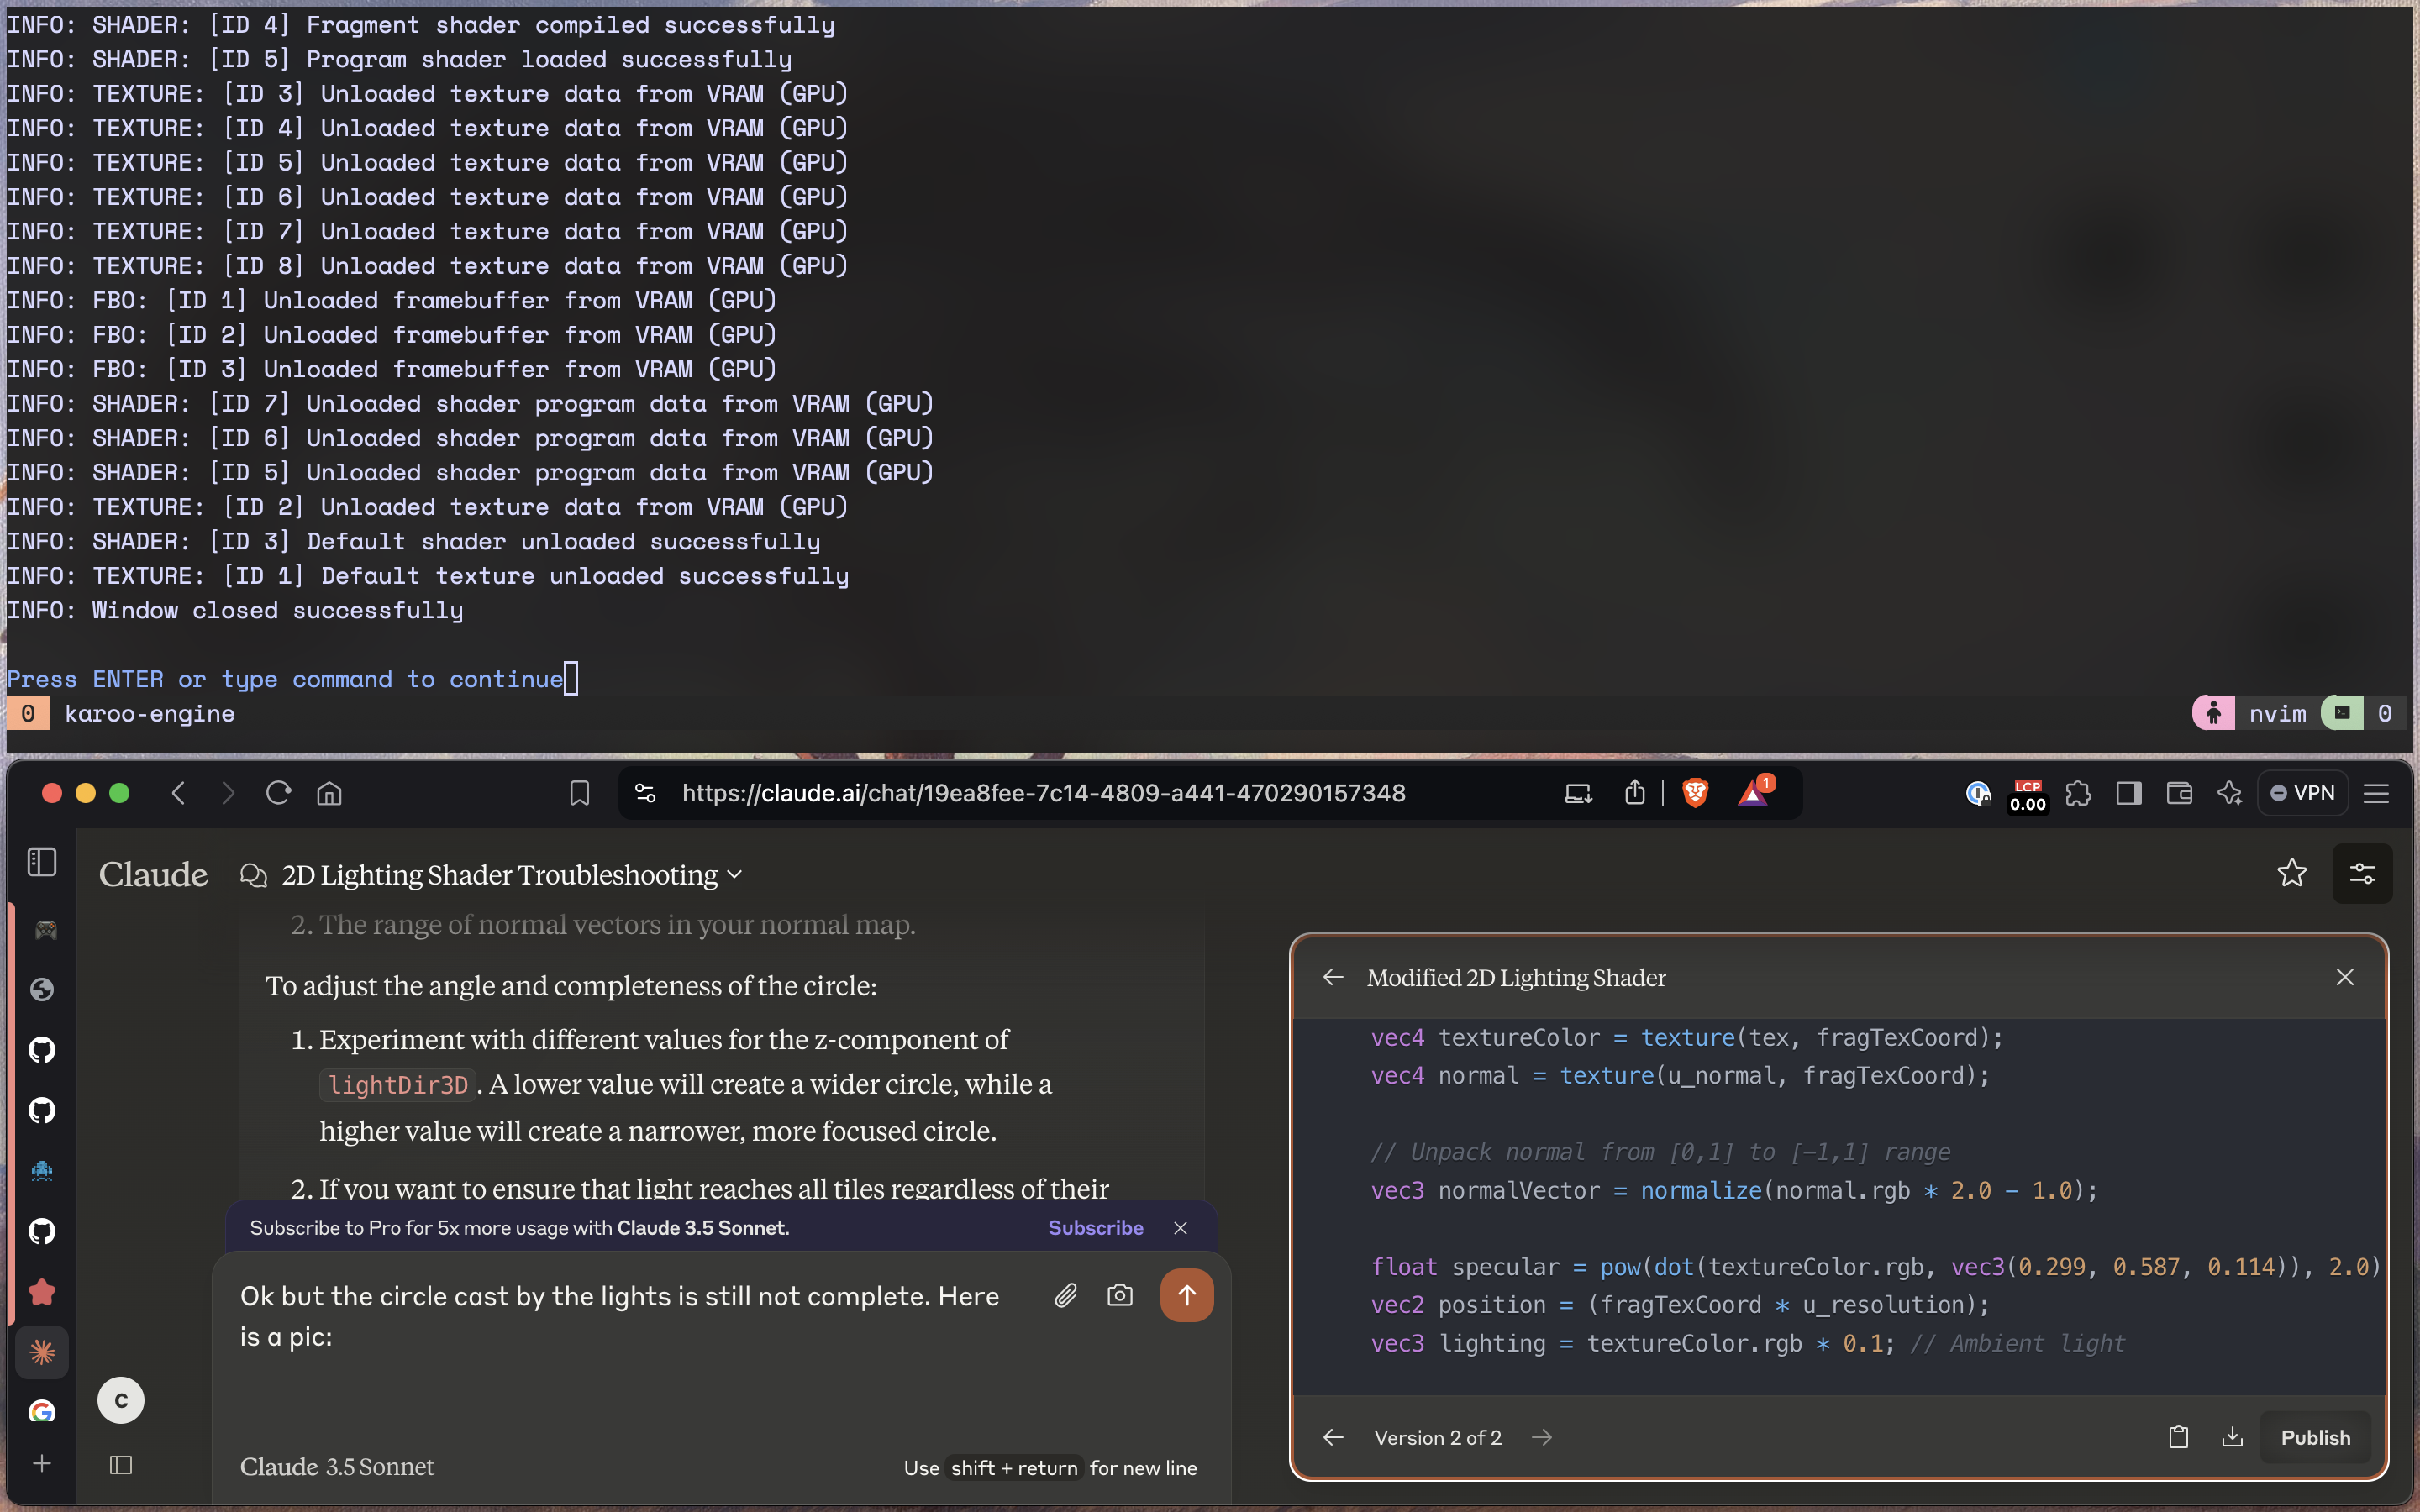 INFO: SHADER: [ID 4] Fragment shader compiled successfully
INFO: SHADER: [ID 5] Program shader loaded successfully
INFO: TEXTURE: [ID 3] Unloaded texture data from VRAM (GPU)
INFO: TEXTURE: [ID 4] Unloaded texture data from VRAM (GPU)
INFO: TEXTURE: [ID 5] Unloaded texture data from VRAM (GPU)
INFO: TEXTURE: [ID 6] Unloaded texture data from VRAM (GPU)
INFO: TEXTURE: [ID 7] Unloaded texture data from VRAM (GPU)
INFO: TEXTURE: [ID 8] Unloaded texture data from VRAM (GPU)
INFO: FBO: [ID 1] Unloaded framebuffer from VRAM (GPU)
INFO: FBO: [ID 2] Unloaded framebuffer from VRAM (GPU)
INFO: FBO: [ID 3] Unloaded framebuffer from VRAM (GPU)
INFO: SHADER: [ID 7] Unloaded shader program data from VRAM (GPU)
INFO: SHADER: [ID 6] Unloaded shader program data from VRAM (GPU)
INFO: SHADER: [ID 5] Unloaded shader program data from VRAM (GPU)
INFO: TEXTURE: [ID 2] Unloaded texture data from VRAM (GPU)
INFO: SHADER: [ID 3] Default shader unloaded successfully
INFO: TEXTURE: [ID 1] Default texture unloaded successfully
INFO: Window closed successfully
Press ENTER or type command to continue
0 karoo-engine
nvim 0
https://claude.ai/chat/19ea8fee-7c14-4809-a441-470290157348
1
LCP
0.00
VPN
Claude
2D Lighting Shader Troubleshooting
2. The range of normal vectors in your normal map.
To adjust the angle and completeness of the circle:
1. Experiment with different values for the z-component of
lightDir3D. A lower value will create a wider circle, while a
higher value will create a narrower, more focused circle.
2. If you want to ensure that light reaches all tiles regardless of their
Subscribe to Pro for 5x more usage with Claude 3.5 Sonnet.
Subscribe
Ok but the circle cast by the lights is still not complete. Here
is a pic:
C
Claude 3.5 Sonnet
Use shift + return for new line
Modified 2D Lighting Shader
vec4 textureColor = texture(tex, fragTexCoord);
vec4 normal = texture(u_normal, fragTexCoord);
// Unpack normal from [0,1] to [-1,1] range
vec3 normalVector = normalize(normal.rgb * 2.0 - 1.0);
float specular = pow(dot(textureColor.rgb, vec3(0.299, 0.587, 0.114)), 2.0)
vec2 position = (fragTexCoord * u_resolution);
vec3 lighting = textureColor.rgb * 0.1; // Ambient light
Version 2 of 2
Publish